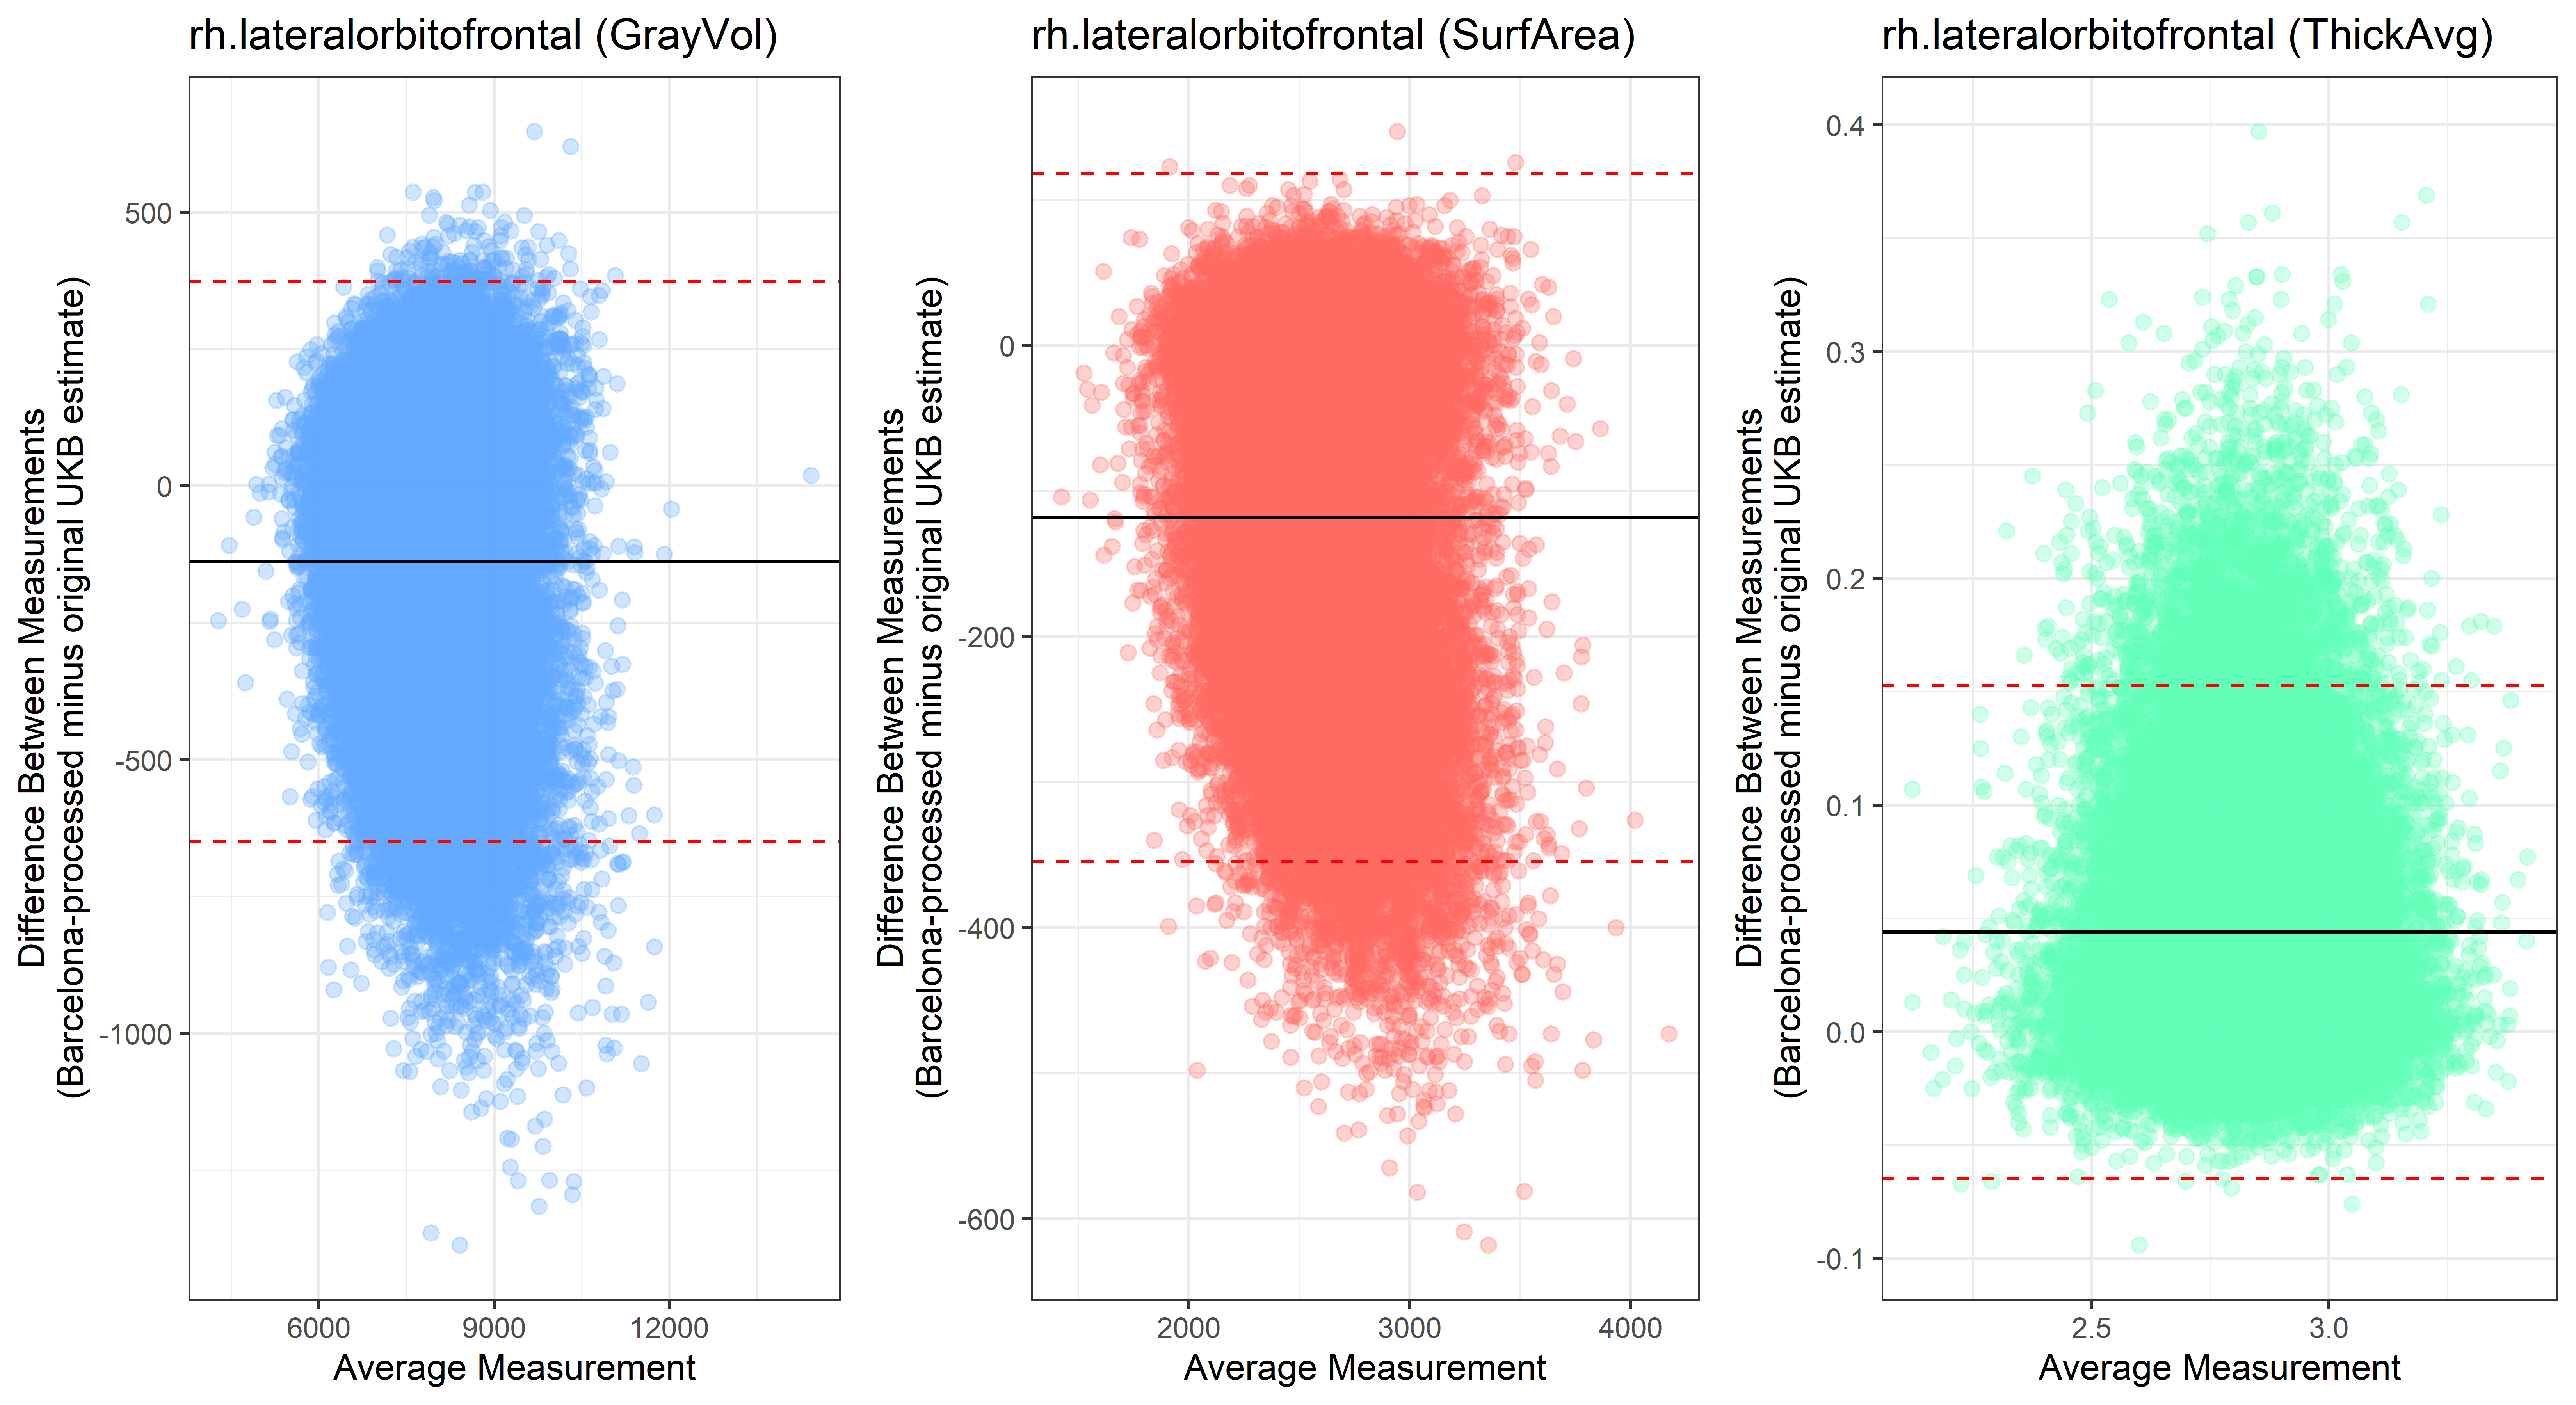 rh.lateralorbitofrontal (GrayVol)
Difference Between Measurements
(Barcelona-processed minus original UKB estimate)
500
0
-500
-1000
6000 9000 12000
Average Measurement
rh.lateralorbitofrontal (SurfArea)
Difference Between Measurements
(Barcelona-processed minus original UKB estimate)
0
-200
-400
-600
2000 3000 4000
Average Measurement
rh.lateralorbitofrontal (ThickAvg)
Difference Between Measurements
(Barcelona-processed minus original UKB estimate)
0.4
0.3
0.2
0.1
0.0
-0.1
2.5 3.0
Average Measurement